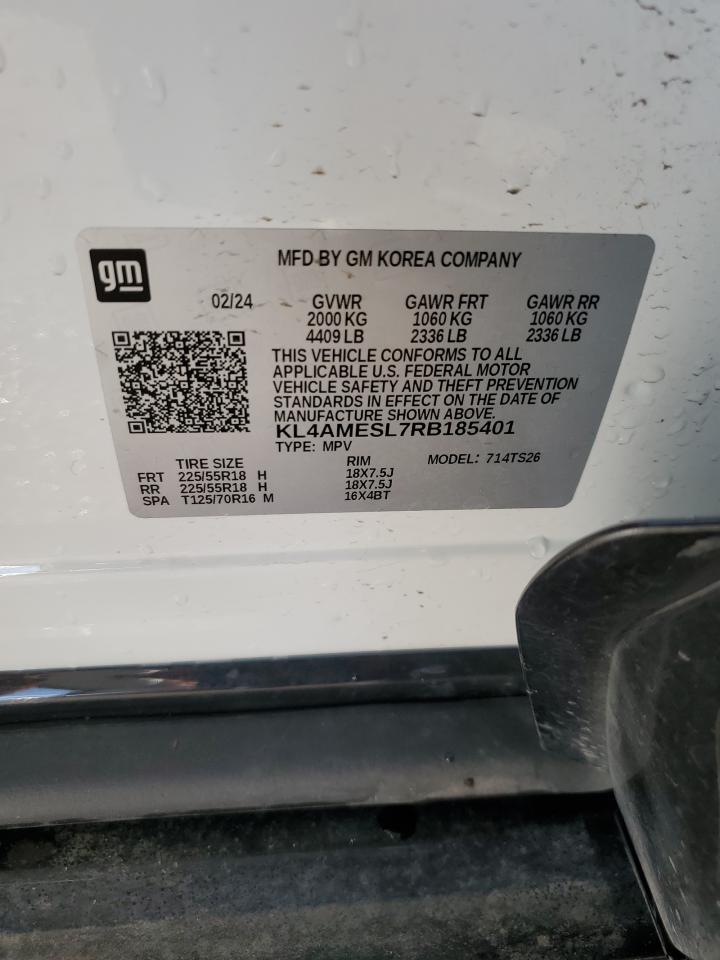 gm
MFD BY GM KOREA COMPANY
02/24 GVWR GAWR FRT GAWR RR
2000 KG 1060 KG 1060 KG
4409 LB 2336 LB 2336 LB
THIS VEHICLE CONFORMS TO ALL
APPLICABLE U.S. FEDERAL MOTOR
VEHICLE SAFETY AND THEFT PREVENTION
STANDARDS IN EFFECT ON THE DATE OF
MANUFACTURE SHOWN ABOVE.
KL4AMESL7RB185401
TYPE: MPV MODEL: 714TS26
TIRE SIZE RIM
FRT 225/55R18 H 18X7.5J
RR 225/55R18 H 18X7.5J
SPA T125/70R16 M 16X4BT